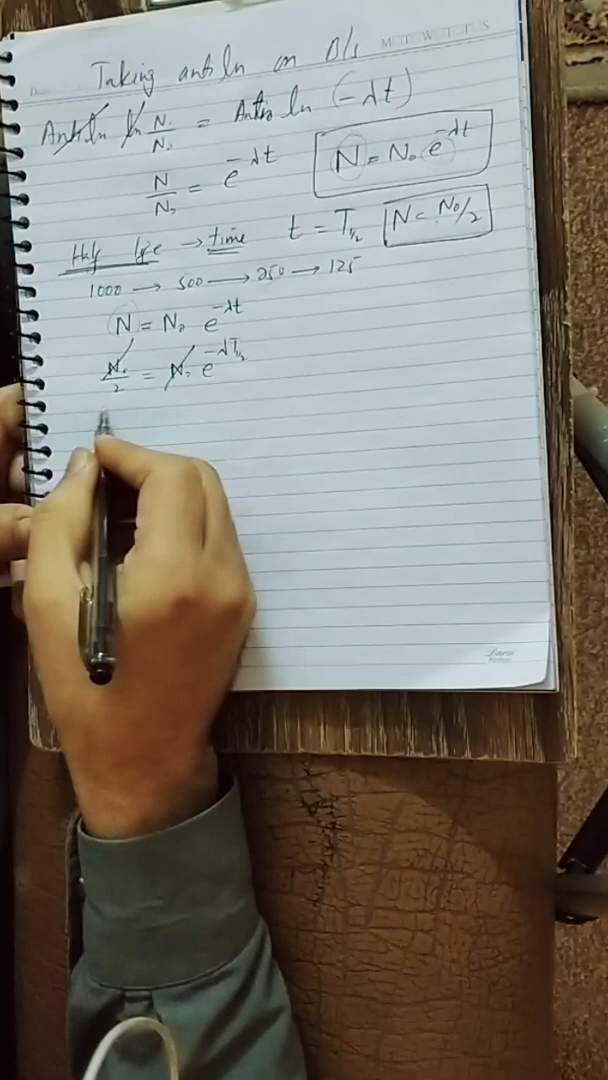 Taking anti ln on B/s
Anti ln ln N/N₀ = Anti ln (-λt)
N/N₀ = e^-λt N = N₀ e^-λt
Half life → time t = T½ N = N₀/2
1000 → 500 → 250 → 125
N = N₀ e^-λt
N₀/2 = N₀ e^-λT½
Darsi